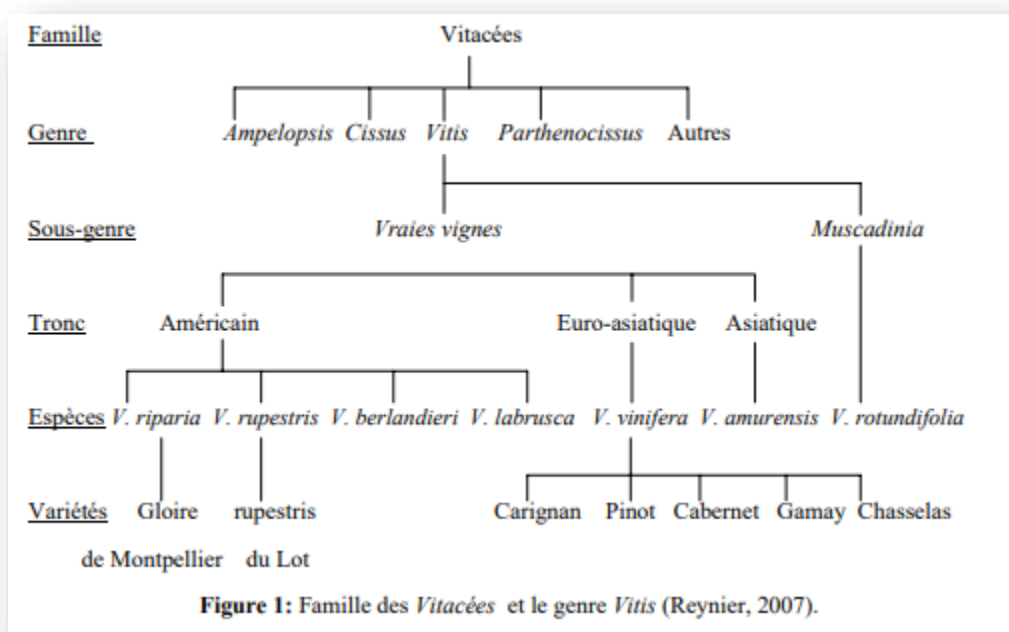 Famille Vitacées
Genre Ampelopsis Cissus Vitis Parthenocissus Autres
Sous-genre Vraies vignes Muscadinia
Tronc Américain Euro-asiatique Asiatique
Espèces V. riparia V. rupestris V. berlandieri V. labrusca V. vinifera V. amurensis V. rotundifolia
Variétés Gloire rupestris Carignan Pinot Cabernet Gamay Chasselas
de Montpellier du Lot
Figure 1: Famille des Vitacées et le genre Vitis (Reynier, 2007).